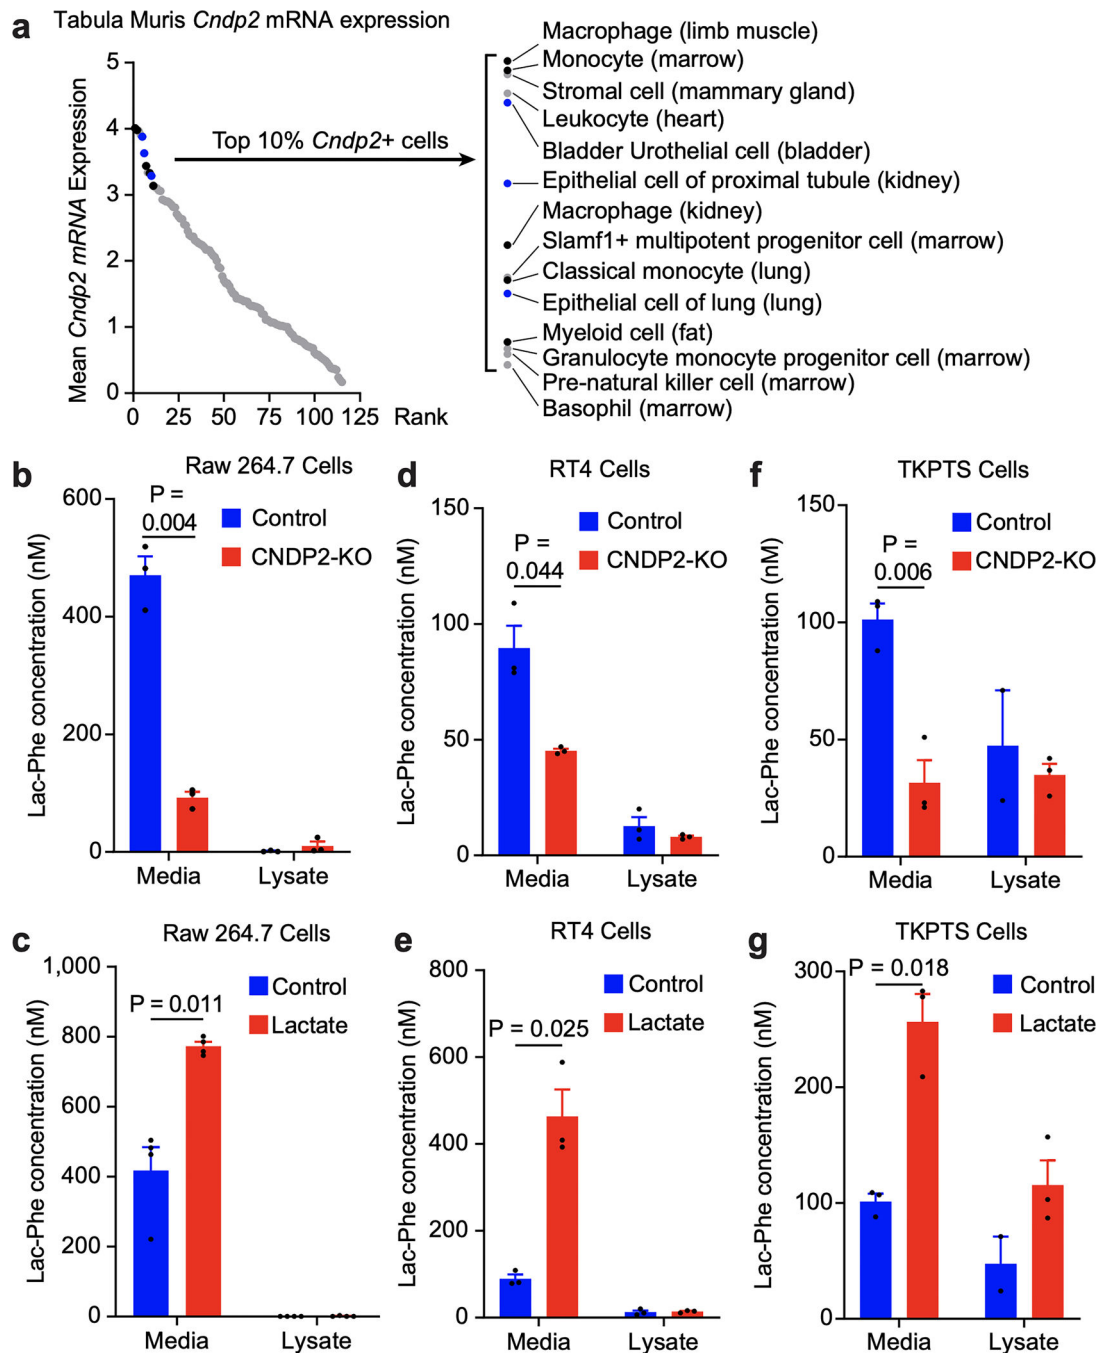 a
Tabula Muris Cndp2 mRNA expression
Mean Cndp2 mRNA Expression
5
4
3
2
1
0
0
25
50
75
100
125
Rank
Top 10% Cndp2+ cells
Macrophage (limb muscle)
Monocyte (marrow)
Stromal cell (mammary gland)
Leukocyte (heart)
Bladder Urothelial cell (bladder)
Epithelial cell of proximal tubule (kidney)
Macrophage (kidney)
Slamf1+ multipotent progenitor cell (marrow)
Classical monocyte (lung)
Epithelial cell of lung (lung)
Myeloid cell (fat)
Granulocyte monocyte progenitor cell (marrow)
Pre-natural killer cell (marrow)
Basophil (marrow)
b
Raw 264.7 Cells
Lac-Phe concentration (nM)
600
400
200
0
P =
0.004
Control
CNDP2-KO
Media
Lysate
d
RT4 Cells
Lac-Phe concentration (nM)
150
100
50
0
P =
0.044
Control
CNDP2-KO
Media
Lysate
f
TKPTS Cells
Lac-Phe concentration (nM)
150
100
50
0
P =
0.006
Control
CNDP2-KO
Media
Lysate
c
Raw 264.7 Cells
Lac-Phe concentration (nM)
1,000
800
600
400
200
0
P = 0.011
Control
Lactate
Media
Lysate
e
RT4 Cells
Lac-Phe concentration (nM)
800
600
400
200
0
P = 0.025
Control
Lactate
Media
Lysate
g
TKPTS Cells
Lac-Phe concentration (nM)
300
200
100
0
P = 0.018
Control
Lactate
Media
Lysate